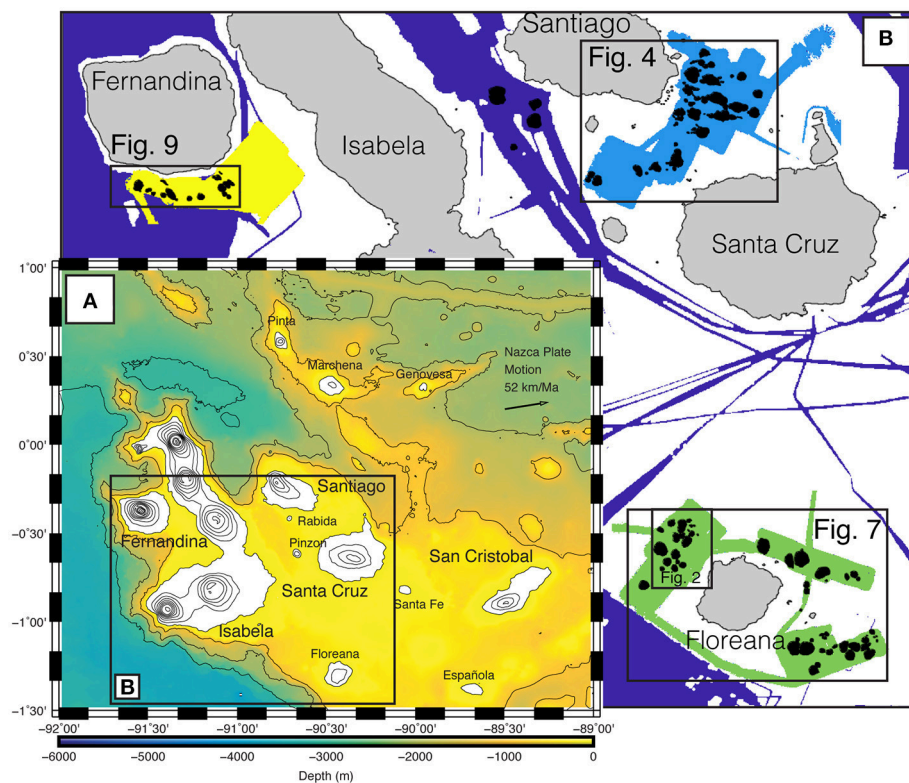 Santiago
B
Fig. 4
Fernandina
Fig. 9
Isabela
Santa Cruz
1°00'
A
Pinta
Nazca Plate
Motion
52 km/Ma
0°30'
Marchena
Genovesa
0°00'
Santiago
Rabida
Fernandina
−0°30'
Pinzon
San Cristobal
Santa Cruz
Santa Fe
−1°00'
Isabela
Floreana
Española
B
−1°30'
−92°00'
−91°30'
−91°00'
−90°30'
−90°00'
−89°30'
−89°00'
−6000
−5000
−4000
−3000
−2000
−1000
0
Depth (m)
Fig. 7
Fig. 2
Floreana